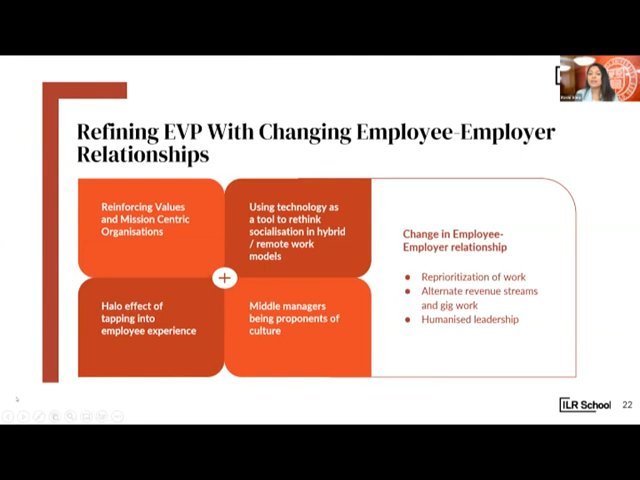 Refining EVP With Changing Employee-Employer
Relationships
Reinforcing Values
and Mission Centric
Organisations
Using technology as
a tool to rethink
socialisation in hybrid
/ remote work
models
Halo effect of
tapping into
employee experience
Middle managers
being proponents of
culture
Change in Employee-
Employer relationship
• Reprioritization of work
• Alternate revenue streams
and gig work
• Humanised leadership
ILR School
22